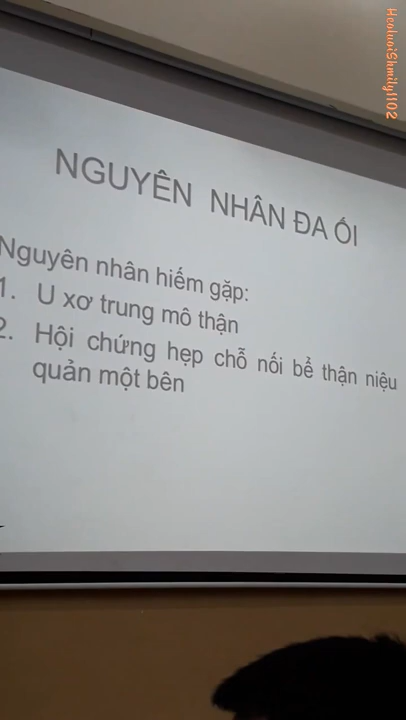 HeoluoiShmily1102
NGUYÊN NHÂN ĐA ỐI
Nguyên nhân hiếm gặp:
1. U xơ trung mô thận
2. Hội chứng hẹp chỗ nối bể thận niệu
quản một bên